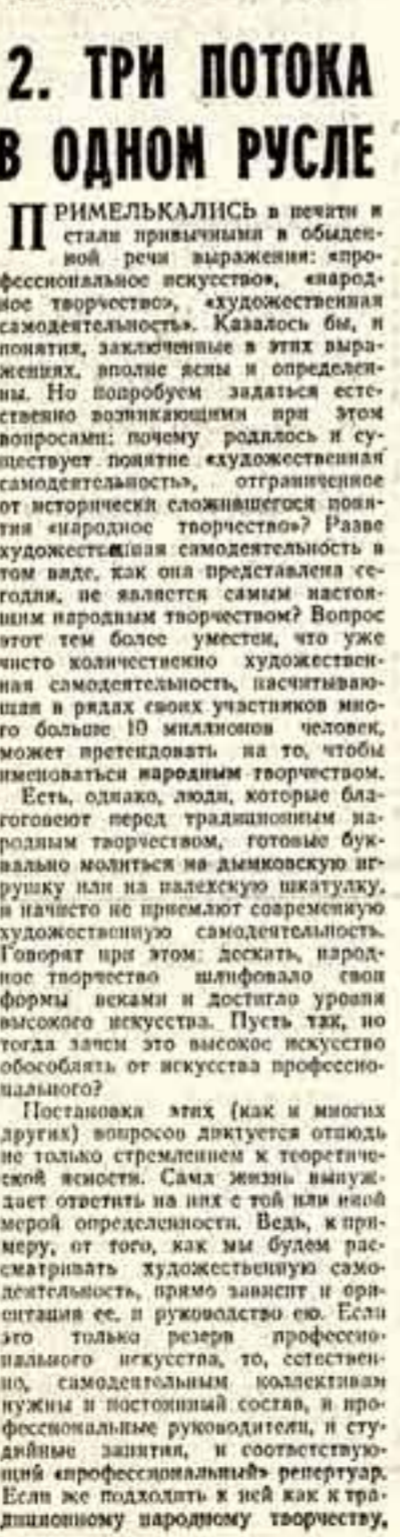 2. ТРИ ПОТОКА
В ОДНОМ РУСЛЕ
ПРИМЕЛЬКАЛИСЬ в печати и
стали привычными в обыден-
ной речи выражения: «про-
фессиональное искусство», «народ-
ное творчество», «художественная
самодеятельность». Казалось бы, и
понятия, заключенные в этих выра-
жениях, вполне ясны и определен-
ны. Но попробуем задаться есте-
ственно возникающими при этом
вопросами: почему родилось и су-
ществует понятие «художественная
самодеятельность», отграниченное
от исторически сложившегося поня-
тия «народное творчество»? Разве
художественная самодеятельность в
том виде, как она представлена се-
годня, не является самым настоя-
щим народным творчеством? Вопрос
этот тем более уместен, что уже
чисто количественно художествен-
ная самодеятельность, насчитываю-
щая в рядах своих участников мно-
го больше 10 миллионов человек,
может претендовать на то, чтобы
именоваться народным творчеством.
Есть, однако, люди, которые бла-
гоговеют перед традиционным на-
родным творчеством, готовые бук-
вально молиться на дымковскую иг-
рушку или на палехскую шкатулку,
и начисто не приемлют современную
художественную самодеятельность.
Говорят при этом: дескать, народ-
ное творчество шлифовало свои
формы веками и достигло уровня
высокого искусства. Пусть так, но
тогда зачем это высокое искусство
обособлять от искусства профессио-
нального?
Постановка этих (как и многих
других) вопросов диктуется отнюдь
не только стремлением к теоретиче-
ской ясности. Сама жизнь вынуж-
дает ответить на них с той или иной
мерой определенности. Ведь, к при-
меру, от того, как мы будем рас-
сматривать художественную само-
деятельность, прямо зависит и ори-
ентация ее, и руководство ею. Если
это только резерв профессио-
нального искусства, то, естествен-
но, самодеятельным коллективам
нужны и постоянный состав, и про-
фессиональные руководители, и сту-
дийные занятия, и соответствую-
щий «профессиональный» репертуар.
Если же подходить к ней как к тра-
диционному народному творчеству,